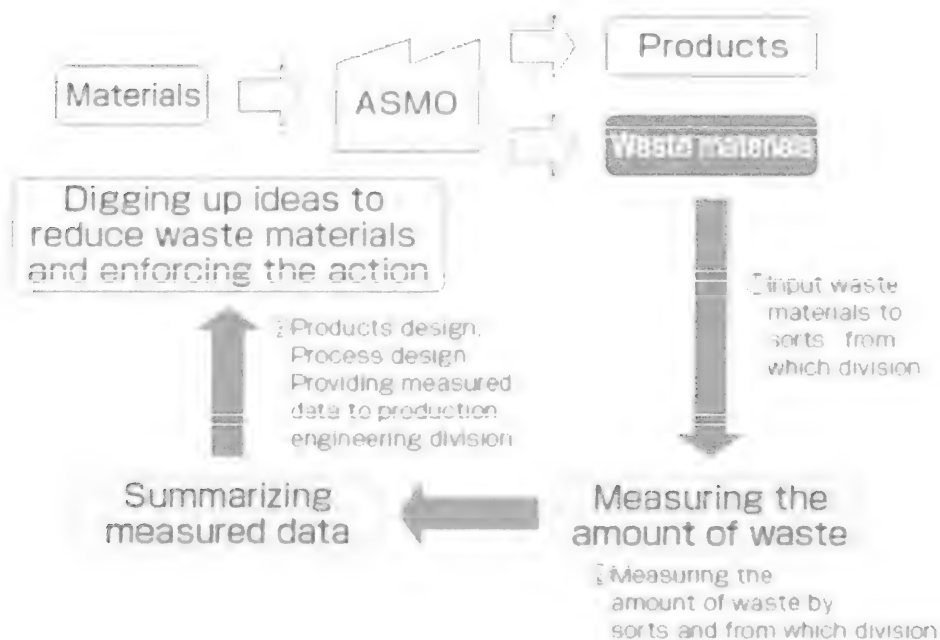 Materials
ASMO
Products
Waste materials
Digging up ideas to
reduce waste materials
and enforcing the action
Input waste
materials to
sorts from
which division
Products design,
Process design
Providing measured
data to production
engineering division
Summarizing
measured data
Measuring the
amount of waste
Measuring the
amount of waste by
sorts and from which division